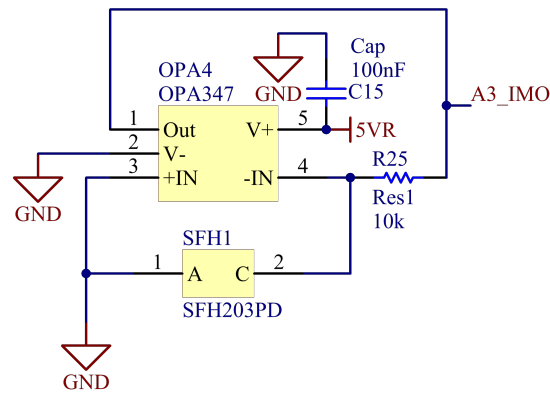 Cap
100nF
C15
GND
OPA4
OPA347
A3_IMO
1
Out
V+
5
5VR
2
V-
3
+IN
-IN
4
R25
Res1
10k
GND
SFH1
1
A
C
2
SFH203PD
GND